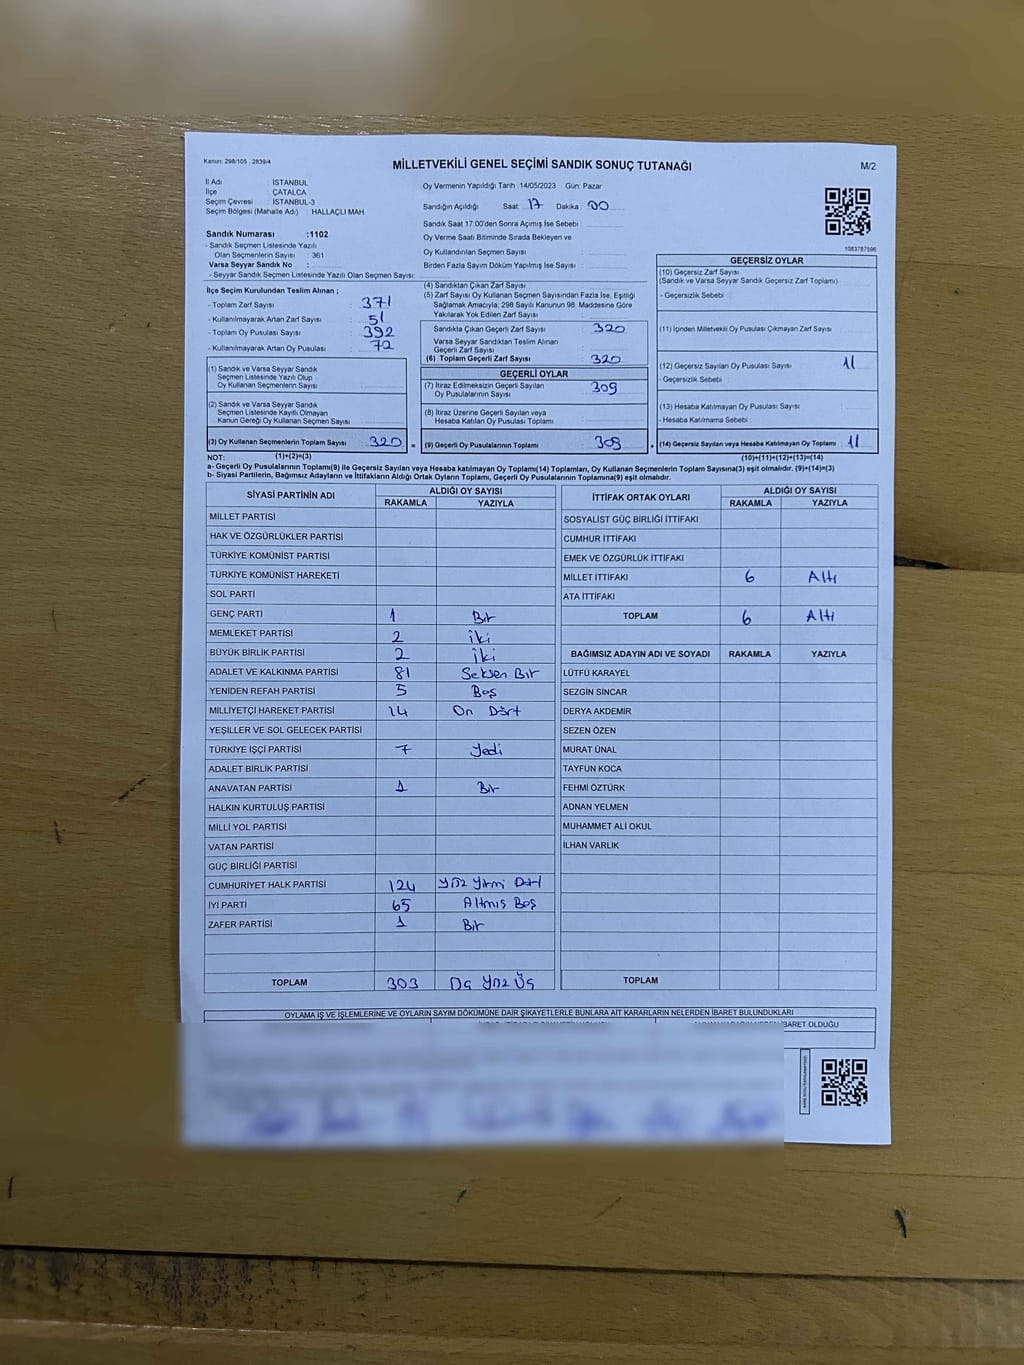 Kanun: 298/105 , 2839/4
MİLLETVEKİLİ GENEL SEÇİMİ SANDIK SONUÇ TUTANAĞI
M/2
İl Adı : İSTANBUL
İlçe : ÇATALCA
Seçim Çevresi : İSTANBUL-3
Seçim Bölgesi (Mahalle Adı) : HALLAÇLI MAH
Oy Vermenin Yapıldığı Tarih :14/05/2023 Gün: Pazar
Sandığın Açıldığı Saat : 17 Dakika : 00
Sandık Saat 17:00'den Sonra Açımış İse Sebebi
Oy Verme Saati Bitiminde Sırada Bekleyen ve
Oy Kullandırılan Seçmen Sayısı :
Birden Fazla Sayım Döküm Yapılmış İse Sayısı :
1083787596
Sandık Numarası :1102
- Sandık Seçmen Listesinde Yazılı
Olan Seçmenlerin Sayısı : 361
Varsa Seyyar Sandık No :
- Seyyar Sandık Seçmen Listesinde Yazılı Olan Seçmen Sayısı:
İlçe Seçim Kurulundan Teslim Alınan ;
- Toplam Zarf Sayısı : 371
- Kullanılmayarak Artan Zarf Sayısı : 51
- Toplam Oy Pusulası Sayısı : 392
- Kullanılmayarak Artan Oy Pusulası : 72
(1) Sandık ve Varsa Seyyar Sandık
Seçmen Listesinde Yazılı Olup
Oy Kullanan Seçmenlerin Sayısı :
(2) Sandık ve Varsa Seyyar Sandık
Seçmen Listesinde Kayıtlı Olmayan
Kanun Gereği Oy Kullanan Seçmen Sayısı :
(3) Oy Kullanan Seçmenlerin Toplam Sayısı : 320 =
(1)+(2)=(3)
(4) Sandıktan Çıkan Zarf Sayısı :
(5) Zarf Sayısı Oy Kullanan Seçmen Sayısından Fazla İse, Eşitliği
Sağlamak Amacıyla; 298 Sayılı Kanunun 98. Maddesine Göre
Yakılarak Yok Edilen Zarf Sayısı :
Sandıkta Çıkan Geçerli Zarf Sayısı : 320
Varsa Seyyar Sandıktan Teslim Alınan
Geçerli Zarf Sayısı :
(6) Toplam Geçerli Zarf Sayısı : 320
GEÇERLİ OYLAR
(7) İtiraz Edilmeksizin Geçerli Sayılan
Oy Pusulalarının Sayısı : 309
(8) İtiraz Üzerine Geçerli Sayılan veya
Hesaba Katılan Oy Pusulası Toplamı :
(9) Geçerli Oy Pusulalarının Toplamı : 309 +
GEÇERSİZ OYLAR
(10) Geçersiz Zarf Sayısı :
(Sandık ve Varsa Seyyar Sandık Geçersiz Zarf Toplamı)
- Geçersizlik Sebebi :
(11) İçinden Milletvekili Oy Pusulası Çıkmayan Zarf Sayısı :
(12) Geçersiz Sayılan Oy Pusulası Sayısı : 11
- Geçersizlik Sebebi :
(13) Hesaba Katılmayan Oy Pusulası Sayısı :
- Hesaba Katılmama Sebebi :
(14) Geçersiz Sayılan veya Hesaba Katılmayan Oy Toplamı : 11
(10)+(11)+(12)+(13)=(14)
NOT:
a- Geçerli Oy Pusulalarının Toplamı(9) ile Geçersiz Sayılan veya Hesaba katılmayan Oy Toplamı(14) Toplamları, Oy Kullanan Seçmenlerin Toplam Sayısına(3) eşit olmalıdır. (9)+(14)=(3)
b- Siyasi Partilerin, Bağımsız Adayların ve İttifakların Aldığı Ortak Oyların Toplamı, Geçerli Oy Pusulalarının Toplamına(9) eşit olmalıdır.
SİYASİ PARTİNİN ADI ALDIĞI OY SAYISI
RAKAMLA YAZIYLA
MİLLET PARTİSİ
HAK VE ÖZGÜRLÜKLER PARTİSİ
TÜRKİYE KOMÜNİST PARTİSİ
TÜRKİYE KOMÜNİST HAREKETİ
SOL PARTİ
GENÇ PARTİ 1 Bir
MEMLEKET PARTİSİ 2 iki
BÜYÜK BİRLİK PARTİSİ 2 iki
ADALET VE KALKINMA PARTİSİ 81 Seksen Bir
YENİDEN REFAH PARTİSİ 5 Beş
MİLLİYETÇİ HAREKET PARTİSİ 14 On Dört
YEŞİLLER VE SOL GELECEK PARTİSİ
TÜRKİYE İŞÇİ PARTİSİ 7 Yedi
ADALET BİRLİK PARTİSİ
ANAVATAN PARTİSİ 1 Bir
HALKIN KURTULUŞ PARTİSİ
MİLLİ YOL PARTİSİ
VATAN PARTİSİ
GÜÇ BİRLİĞİ PARTİSİ
CUMHURİYET HALK PARTİSİ 124 Yüz Yirmi Dört
İYİ PARTİ 65 Altmış Beş
ZAFER PARTİSİ 1 Bir
TOPLAM 303 Üç Yüz Üç
İTTİFAK ORTAK OYLARI ALDIĞI OY SAYISI
RAKAMLA YAZIYLA
SOSYALİST GÜÇ BİRLİĞİ İTTİFAKI
CUMHUR İTTİFAKI
EMEK VE ÖZGÜRLÜK İTTİFAKI
MİLLET İTTİFAKI 6 Altı
ATA İTTİFAKI
TOPLAM 6 Altı
BAĞIMSIZ ADAYIN ADI VE SOYADI RAKAMLA YAZIYLA
LÜTFÜ KARAYEL
SEZGİN SİNCAR
DERYA AKDEMİR
SEZEN ÖZEN
MURAT ÜNAL
TAYFUN KOCA
FEHMİ ÖZTÜRK
ADNAN YELMEN
MUHAMMET ALİ OKUL
İLHAN VARLIK
TOPLAM
OYLAMA İŞ VE İŞLEMLERİNE VE OYLARIN SAYIM DÖKÜMÜNE DAİR ŞİKAYETLERLE BUNLARA AİT KARARLARIN NELERDEN İBARET BULUNDUKLARI
İBARET OLDUĞU